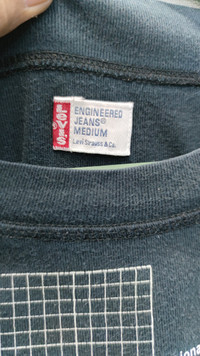 Levi's
ENGINEERED
JEANS®
MEDIUM
Levi Strauss & Co.